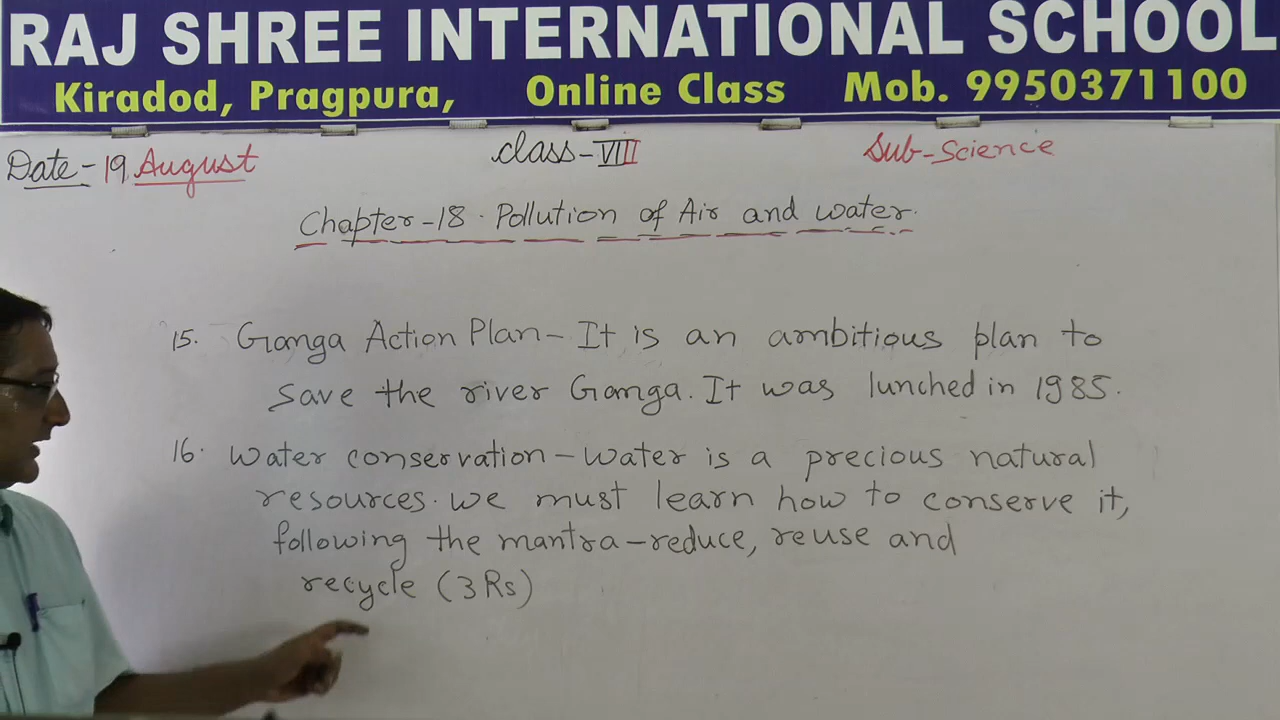 RAJ SHREE INTERNATIONAL SCHOOL
Kiradod, Pragpura, Online Class Mob. 9950371100
Date-19 August class-VIII Sub-Science
Chapter-18. Pollution of Air and water.
15. Ganga Action Plan-It is an ambitious plan to
save the river Ganga. It was lunched in 1985.
16. Water conservation-Water is a precious natural
resources. we must learn how to conserve it,
following the mantra-reduce, reuse and
recycle (3Rs)